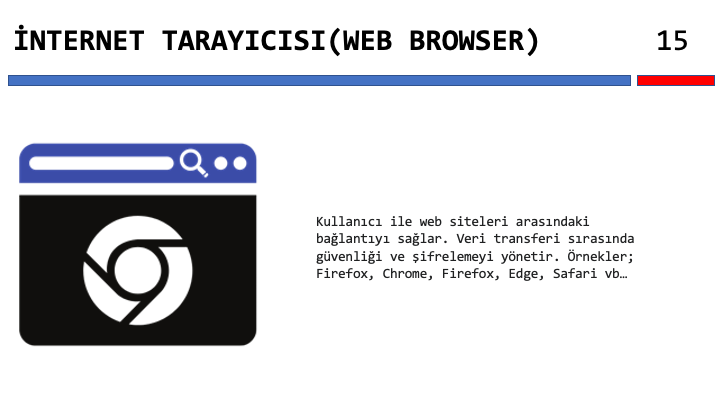 İNTERNET TARAYICISI(WEB BROWSER)
15
Kullanıcı ile web siteleri arasındaki
bağlantıyı sağlar. Veri transferi sırasında
güvenliği ve şifrelemeyi yönetir. Örnekler;
Firefox, Chrome, Firefox, Edge, Safari vb…